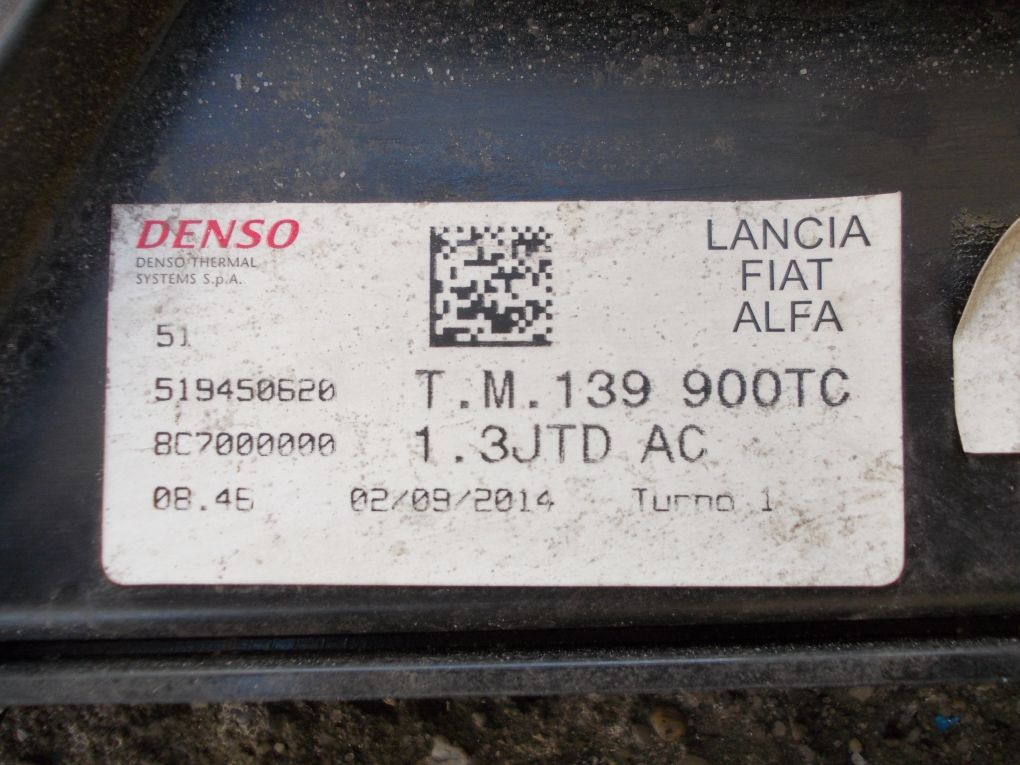 DENSO
DENSO THERMAL
SYSTEMS S.p.A.
LANCIA
FIAT
ALFA
51
519450620 T.M.139 900TC
8C7000000 1.3JTD AC
08.46 02/09/2014 Turno 1